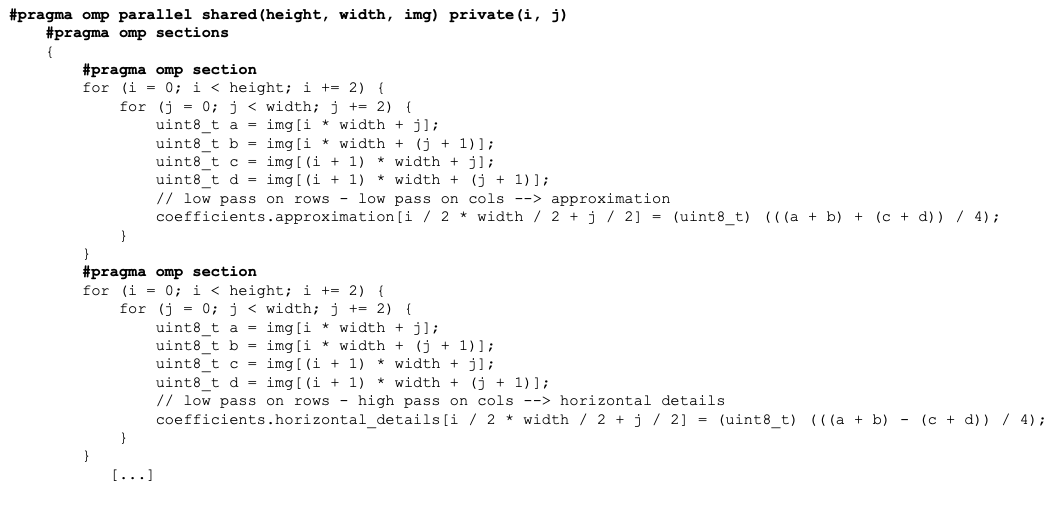 #pragma omp parallel shared(height, width, img) private(i, j)
    #pragma omp sections
    {
        #pragma omp section
        for (i = 0; i < height; i += 2) {
            for (j = 0; j < width; j += 2) {
                uint8_t a = img[i * width + j];
                uint8_t b = img[i * width + (j + 1)];
                uint8_t c = img[(i + 1) * width + j];
                uint8_t d = img[(i + 1) * width + (j + 1)];
                // low pass on rows - low pass on cols --> approximation
                coefficients.approximation[i / 2 * width / 2 + j / 2] = (uint8_t) (((a + b) + (c + d)) / 4);
            }
        }
        #pragma omp section
        for (i = 0; i < height; i += 2) {
            for (j = 0; j < width; j += 2) {
                uint8_t a = img[i * width + j];
                uint8_t b = img[i * width + (j + 1)];
                uint8_t c = img[(i + 1) * width + j];
                uint8_t d = img[(i + 1) * width + (j + 1)];
                // low pass on rows - high pass on cols --> horizontal details
                coefficients.horizontal_details[i / 2 * width / 2 + j / 2] = (uint8_t) (((a + b) - (c + d)) / 4);
            }
        }
           [...]